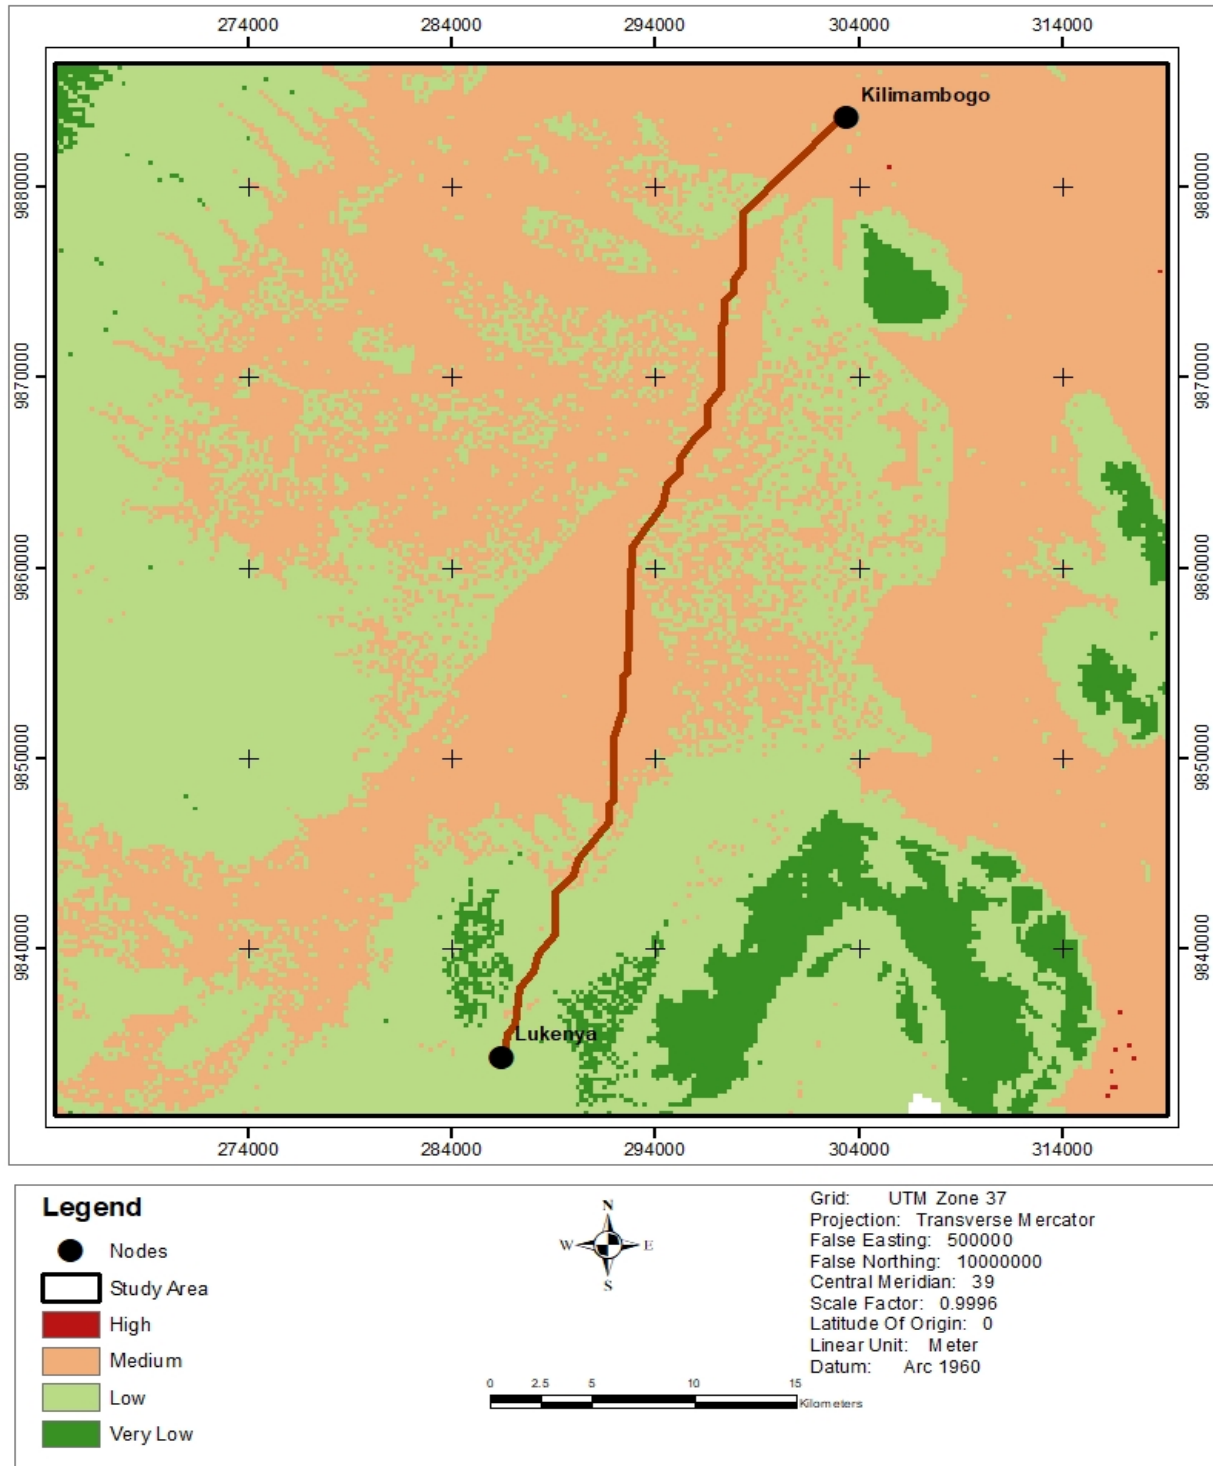 274000 284000 294000 304000 314000
Kilimambogo
9880000 9880000
9870000 9870000
9860000 9860000
9850000 9850000
9840000 9840000
Lukenya
274000 284000 294000 304000 314000
Legend
Nodes
Study Area
High
Medium
Low
Very Low
N
W E
S
0 2.5 5 10 15
Kilometers
Grid: UTM Zone 37
Projection: Transverse Mercator
False Easting: 500000
False Northing: 10000000
Central Meridian: 39
Scale Factor: 0.9996
Latitude Of Origin: 0
Linear Unit: Meter
Datum: Arc 1960